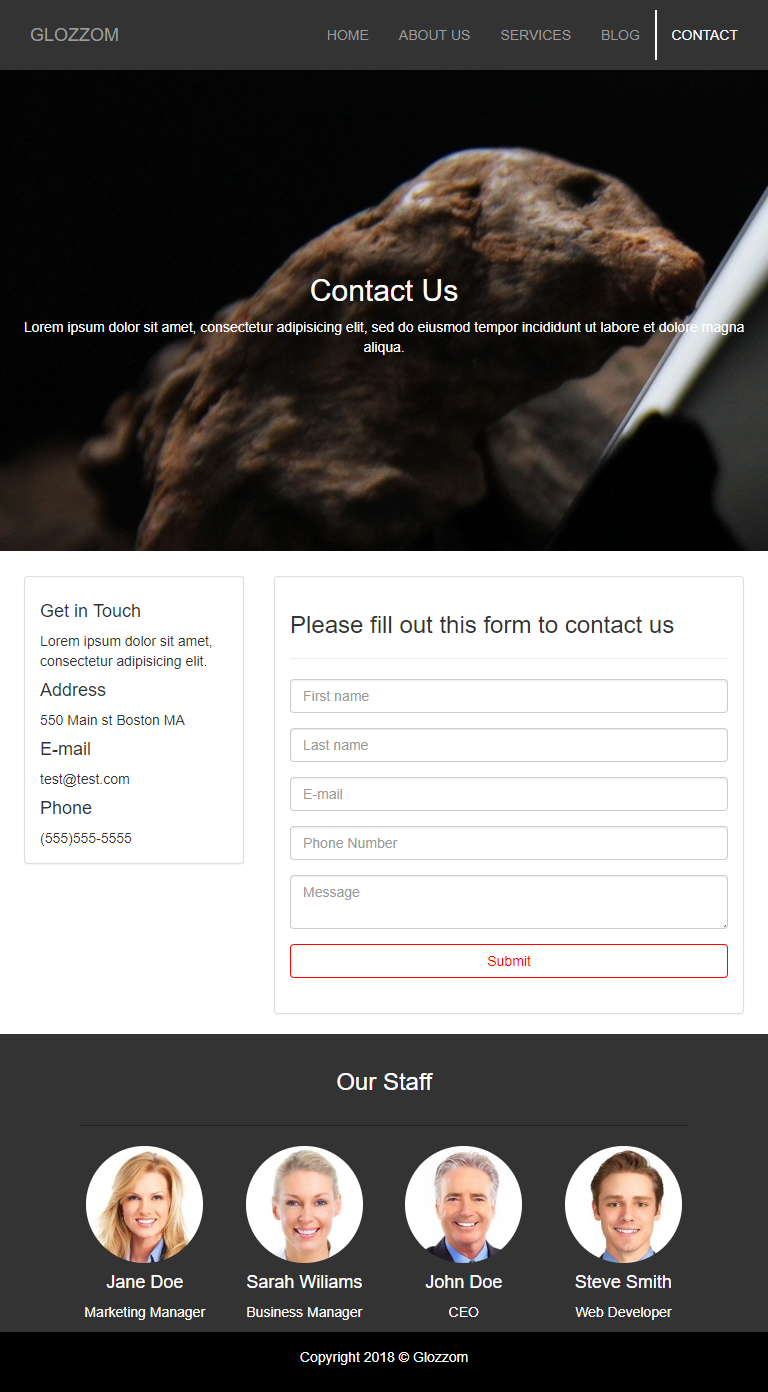 GLOZZOM
HOME ABOUT US SERVICES BLOG CONTACT
Contact Us
Lorem ipsum dolor sit amet, consectetur adipisicing elit, sed do eiusmod tempor incididunt ut labore et dolore magna
aliqua.
Get in Touch
Lorem ipsum dolor sit amet,
consectetur adipisicing elit.
Address
550 Main st Boston MA
E-mail
test@test.com
Phone
(555)555-5555
Please fill out this form to contact us
First name
Last name
E-mail
Phone Number
Message
Submit
Our Staff
Jane Doe
Marketing Manager
Sarah Wiliams
Business Manager
John Doe
CEO
Steve Smith
Web Developer
Copyright 2018 © Glozzom